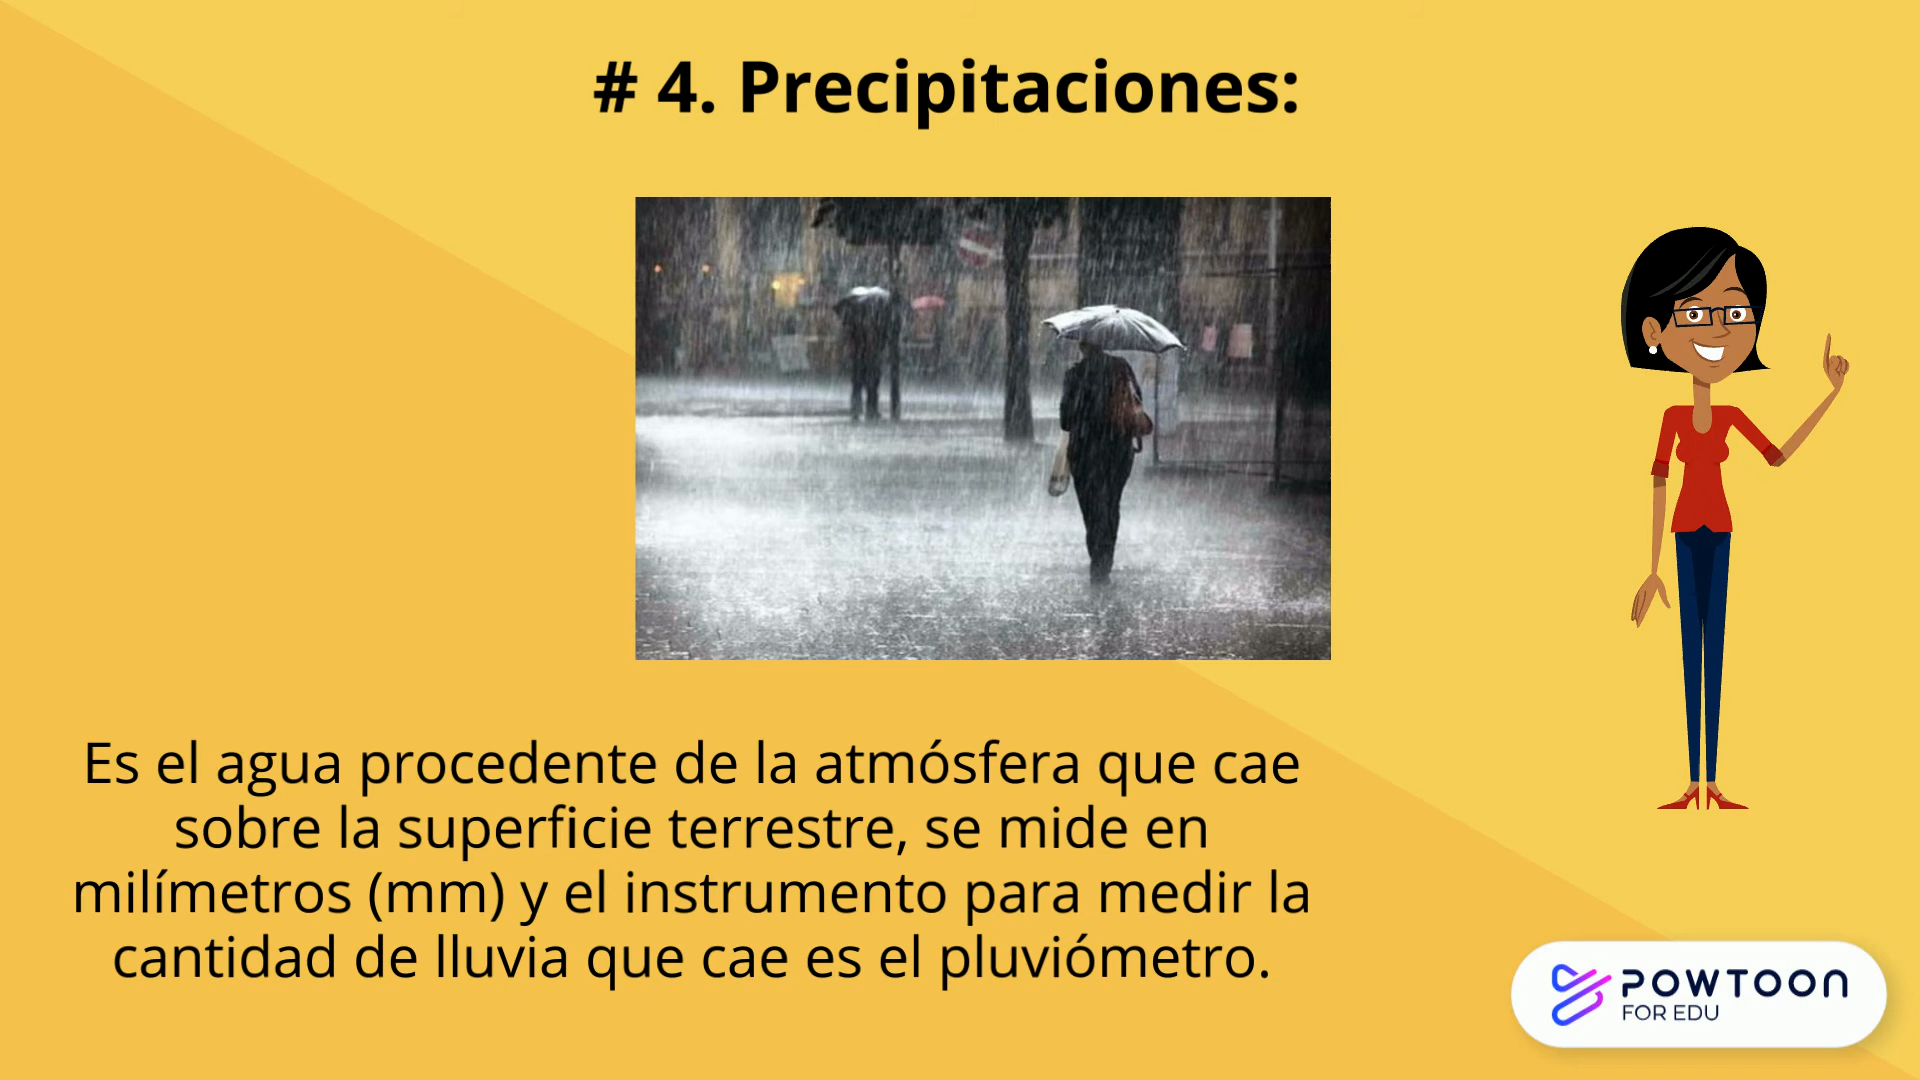 # 4. Precipitaciones:
Es el agua procedente de la atmósfera que cae
sobre la superficie terrestre, se mide en
milímetros (mm) y el instrumento para medir la
cantidad de lluvia que cae es el pluviómetro.
POWTOON
FOR EDU